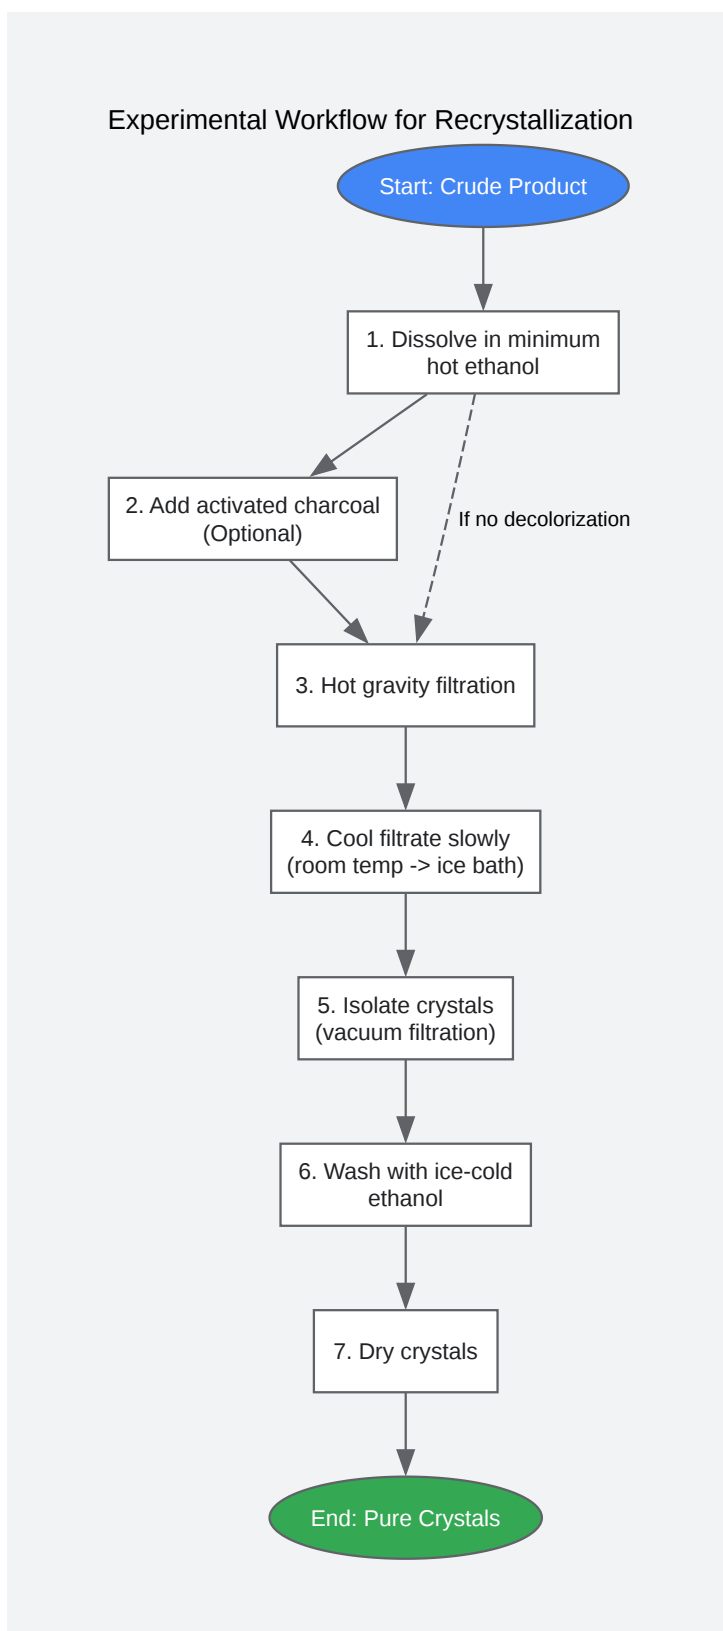 Experimental Workflow for Recrystallization
Start: Crude Product
1. Dissolve in minimum
hot ethanol
2. Add activated charcoal
(Optional)
If no decolorization
3. Hot gravity filtration
4. Cool filtrate slowly
(room temp -> ice bath)
5. Isolate crystals
(vacuum filtration)
6. Wash with ice-cold
ethanol
7. Dry crystals
End: Pure Crystals